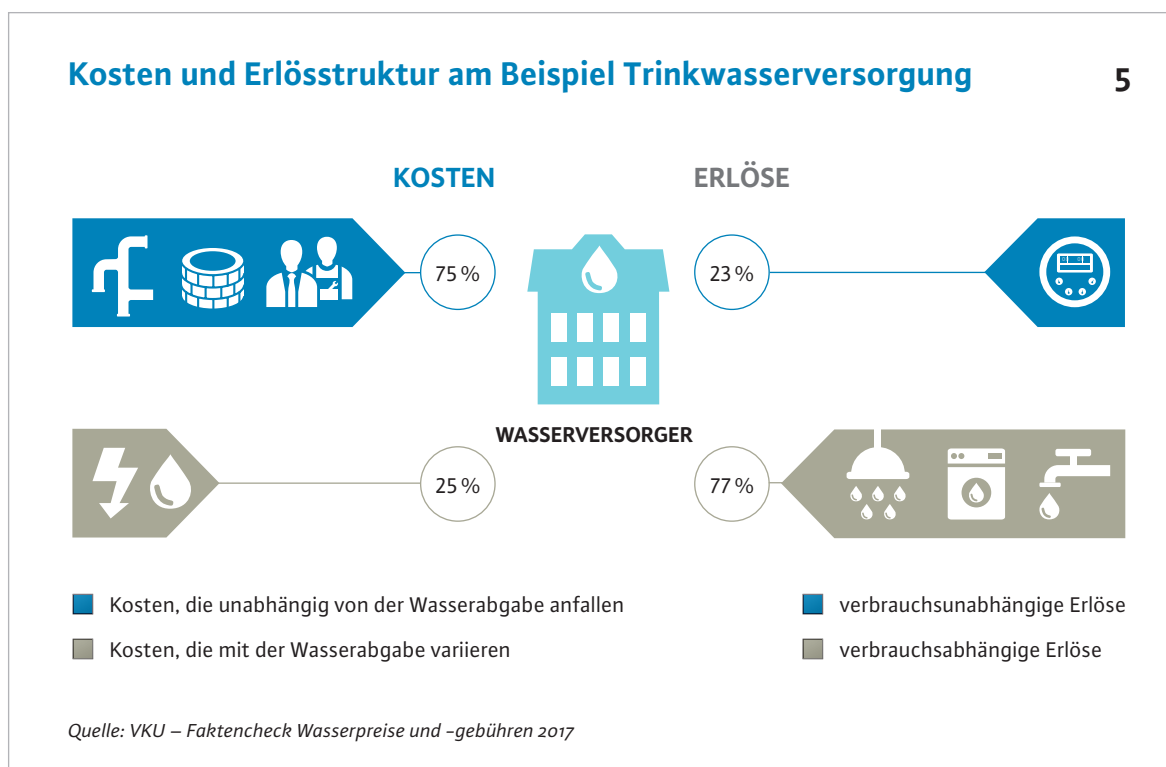 Kosten und Erlösstruktur am Beispiel Trinkwasserversorgung
5
KOSTEN
ERLÖSE
75 %
23 %
WASSERVERSORGER
25 %
77 %
Kosten, die unabhängig von der Wasserabgabe anfallen
Kosten, die mit der Wasserabgabe variieren
verbrauchsunabhängige Erlöse
verbrauchsabhängige Erlöse
Quelle: VKU – Faktencheck Wasserpreise und -gebühren 2017